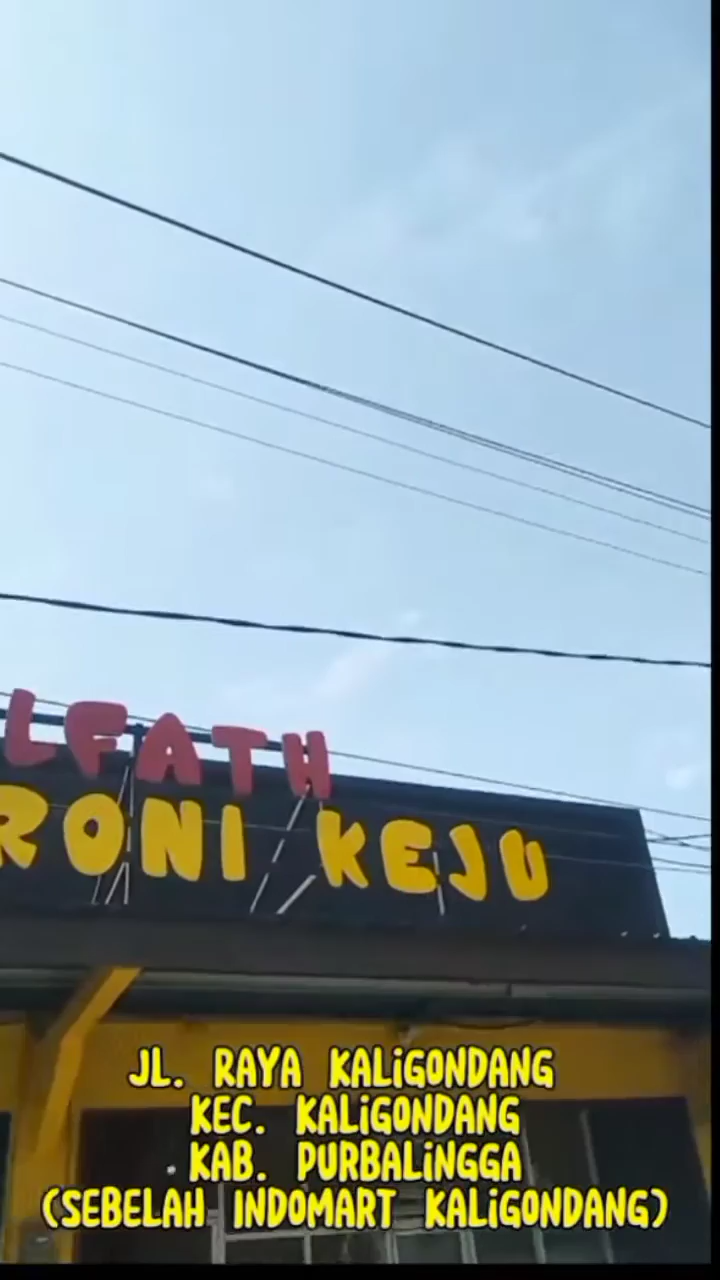 LFATH
RONI KEJU
JL. RAYA KALiGONDANG
KEC. KALiGONDANG
KAB. PURBALiNGGA
(SEBELAH INDOMART KALiGONDANG)